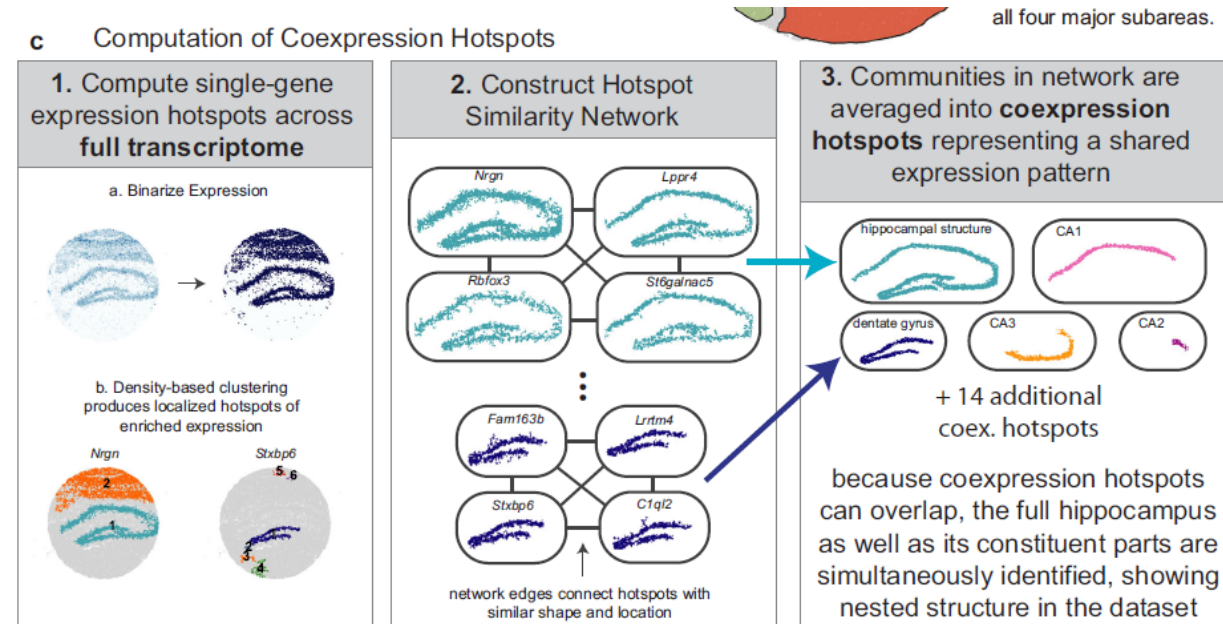 all four major subareas.
c Computation of Coexpression Hotspots
1. Compute single-gene
expression hotspots across
full transcriptome
a. Binarize Expression
b. Density-based clustering
produces localized hotspots of
enriched expression
Nrgn
Stxbp6
2
1
5
6
1
2
3
4
2. Construct Hotspot
Similarity Network
Nrgn
Lppr4
Rbfox3
St6galnac5
Fam163b
Lrrtm4
Stxbp6
C1ql2
network edges connect hotspots with
similar shape and location
3. Communities in network are
averaged into coexpression
hotspots representing a shared
expression pattern
hippocampal structure
CA1
dentate gyrus
CA3
CA2
+ 14 additional
coex. hotspots
because coexpression hotspots
can overlap, the full hippocampus
as well as its constituent parts are
simultaneously identified, showing
nested structure in the dataset